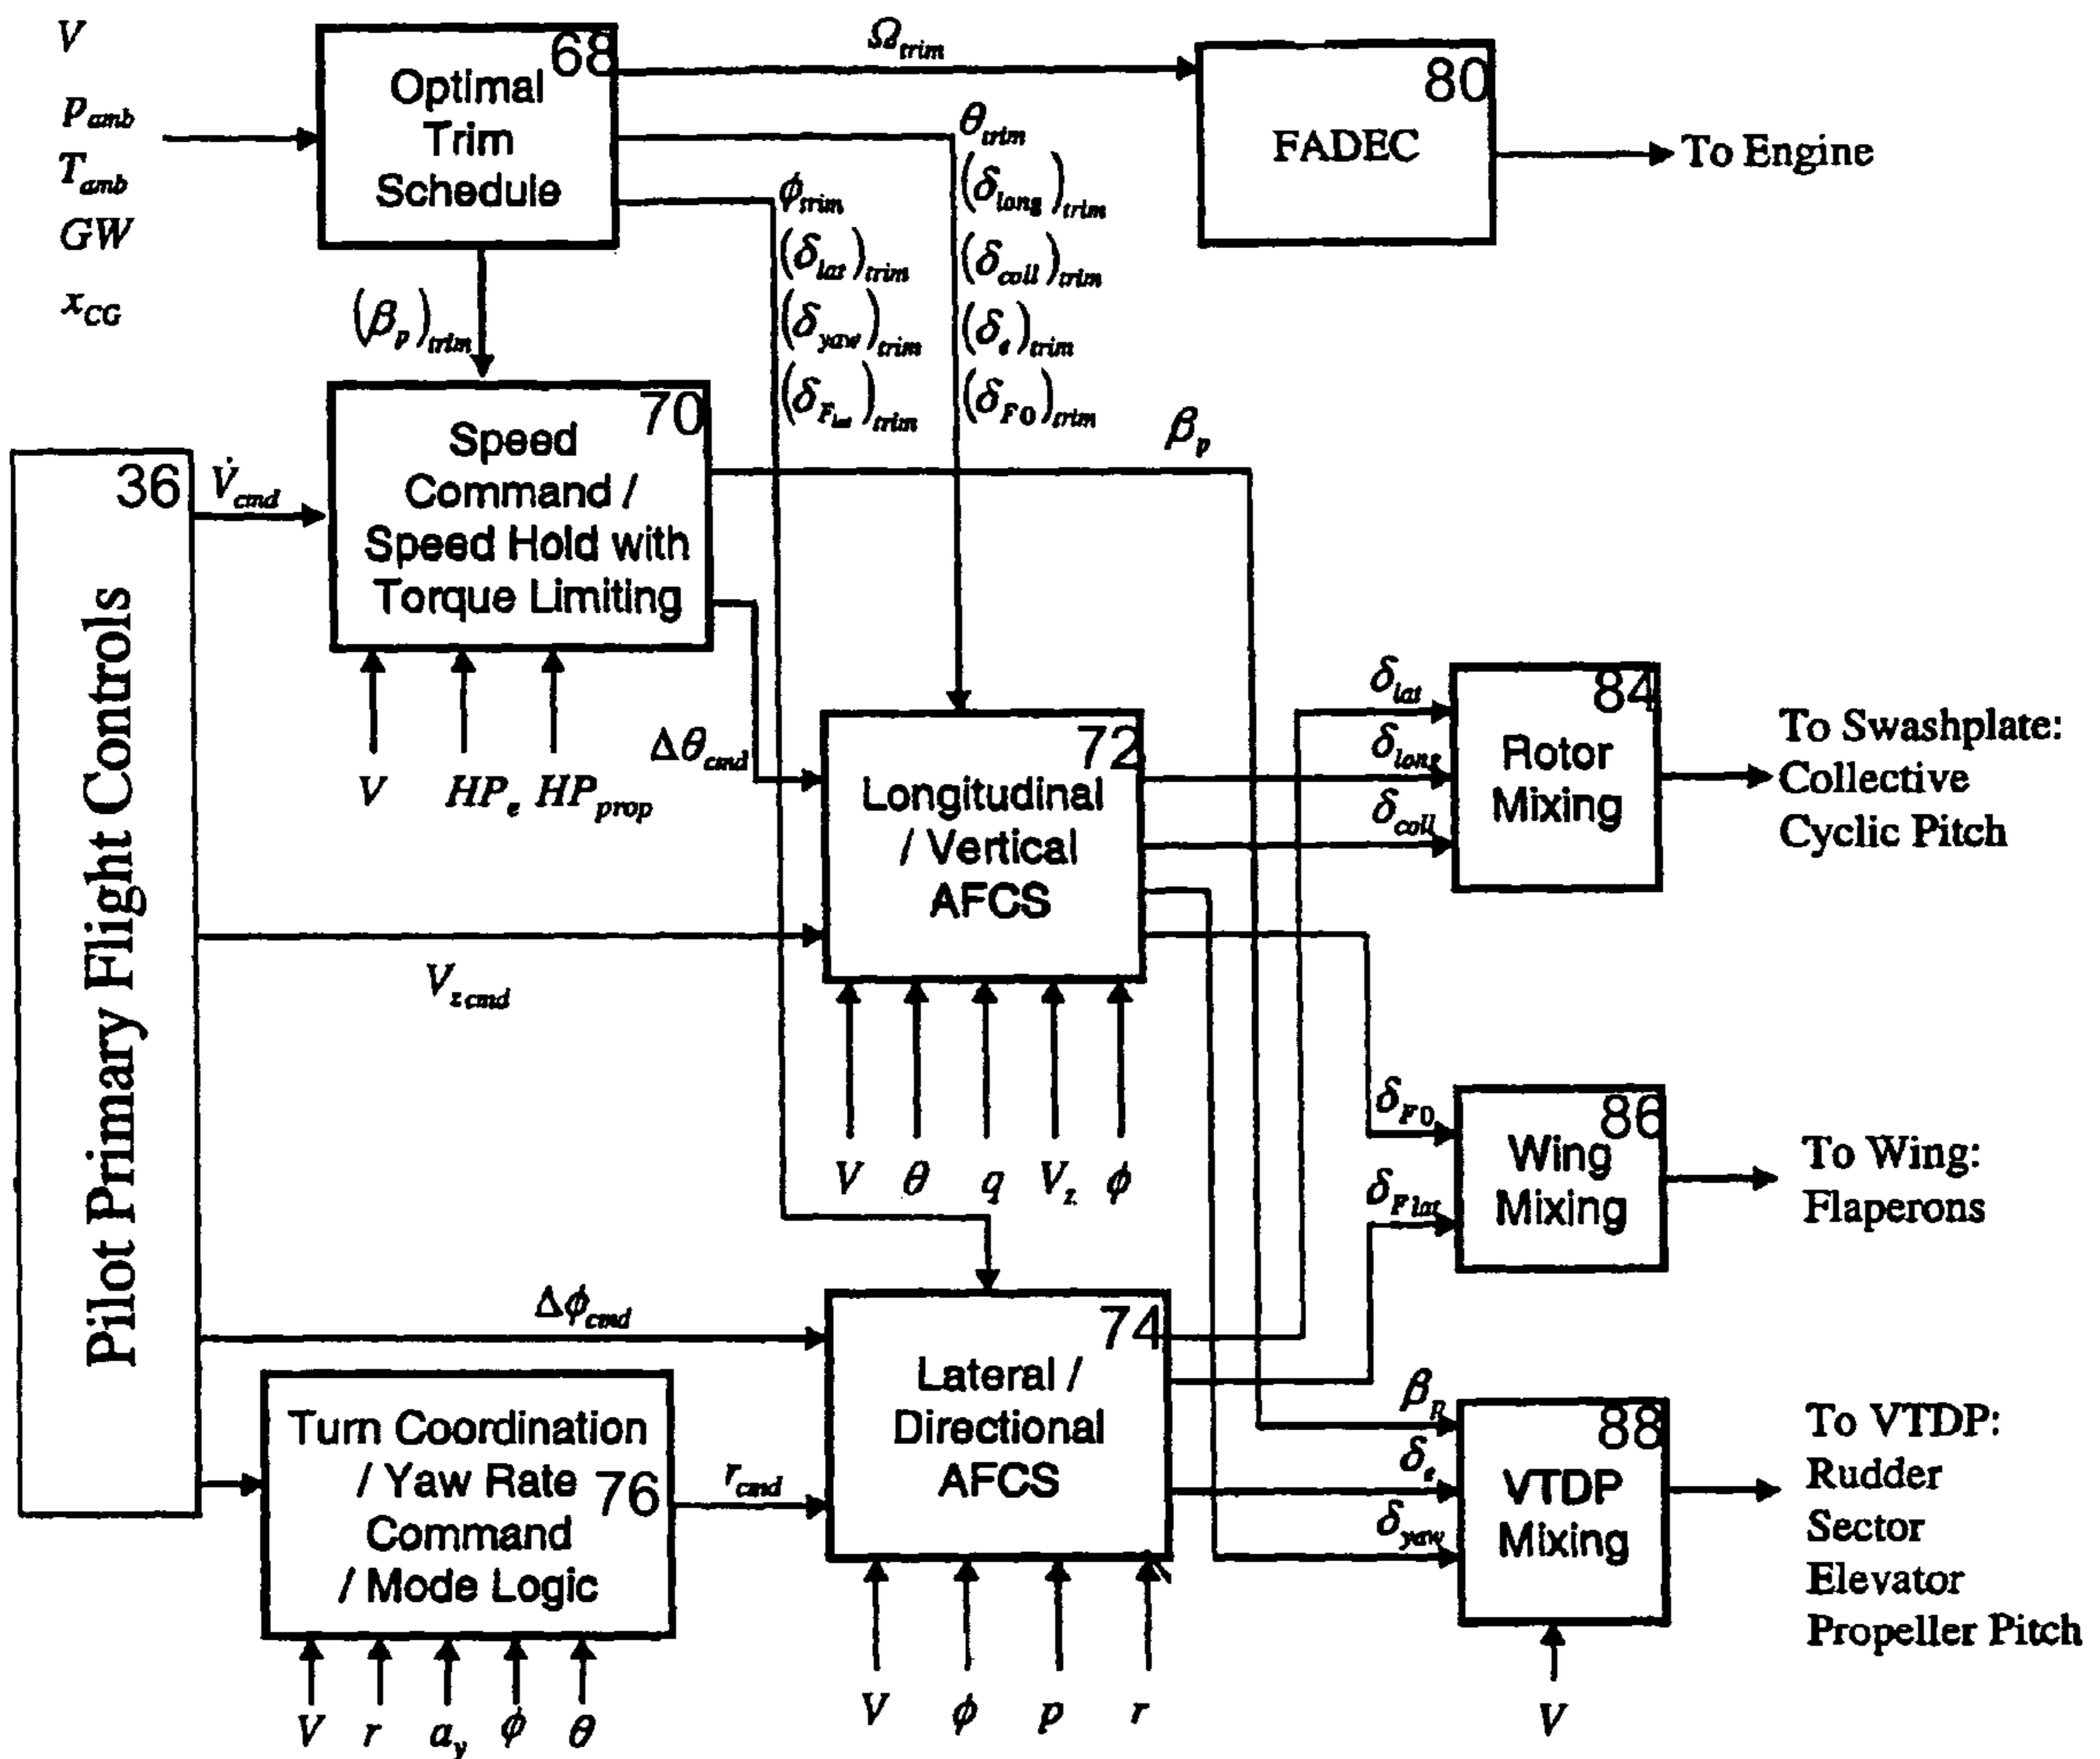 V
p_amb
T_amb
GW
x_CG
68
Optimal
Trim
Schedule
Ω_trim
80
FADEC
To Engine
θ_trim
(δ_long)_trim
(δ_coll)_trim
(δ_e)_trim
(δ_F0)_trim
ϕ_trim
(δ_lat)_trim
(δ_yaw)_trim
(δ_F_lat)_trim
(β_p)_trim
36
Pilot Primary Flight Controls
V̇_cmd
70
Speed
Command /
Speed Hold with
Torque Limiting
β_p
V HP_e HP_prop
Δθ_cmd
72
Longitudinal
/ Vertical
AFCS
V_z cmd
V θ q V_z ϕ
δ_lat
δ_long
δ_coll
84
Rotor
Mixing
To Swashplate:
Collective
Cyclic Pitch
δ_F0
δ_F lat
86
Wing
Mixing
To Wing:
Flaperons
Δϕ_cmd
74
Lateral /
Directional
AFCS
Turn Coordination
/ Yaw Rate
76
Command
/ Mode Logic
r_cmd
V r a_y ϕ θ
V ϕ p r
β_p
δ_e
δ_yaw
88
VTDP
Mixing
V
To VTDP:
Rudder
Sector
Elevator
Propeller Pitch